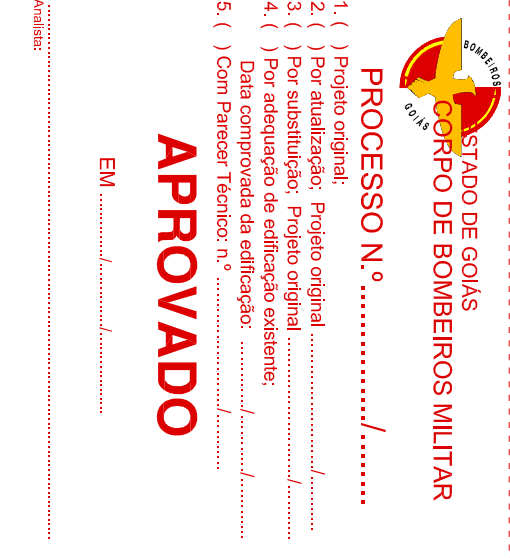 BOMBEIROS
GOIÁS
ESTADO DE GOIÁS
CORPO DE BOMBEIROS MILITAR
PROCESSO N.º ........................./..............
1. (   ) Projeto original;
2. (   ) Por atualização;  Projeto original ............................../.............
3. (   ) Por substituição;  Projeto original ............................../.............
4. (   ) Por adequação de edificação existente;
Data comprovada da edificação: ............../............../..............
5. (   ) Com Parecer Técnico: n.º ............................../.............
APROVADO
EM ............../............../..................
Analista: ........................................................................................................